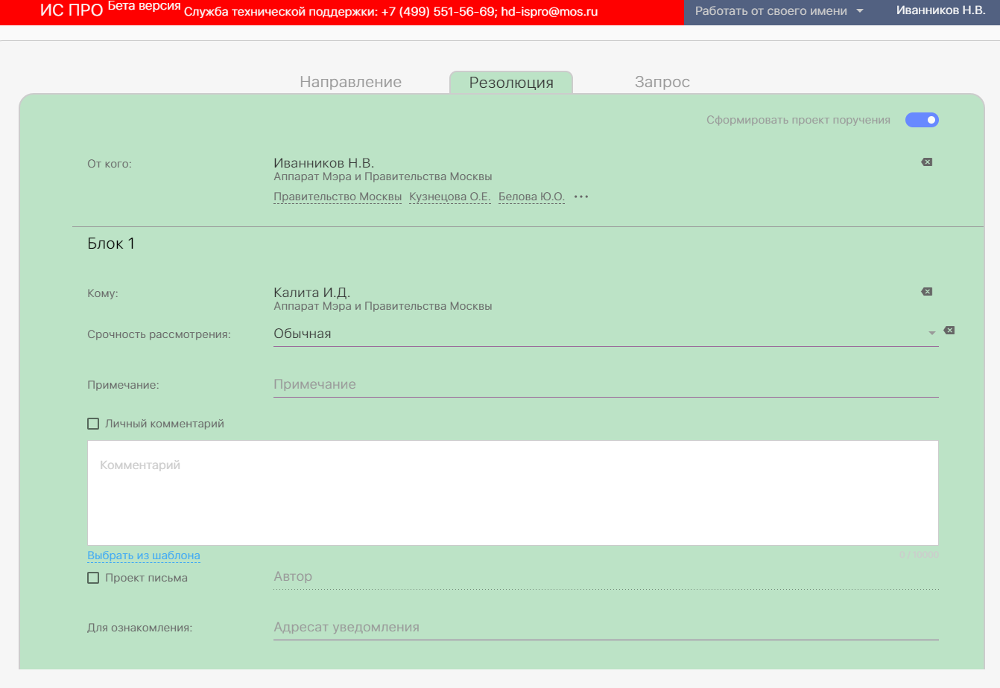 ИС ПРО Бета версия Служба технической поддержки: +7 (499) 551-56-69; hd-ispro@mos.ru Работать от своего имени Иванников Н.В.
Направление Резолюция Запрос
Сформировать проект поручения
От кого: Иванников Н.В.
Аппарат Мэра и Правительства Москвы
Правительство Москвы Кузнецова О.Е. Белова Ю.О. •••
Блок 1
Кому: Калита И.Д.
Аппарат Мэра и Правительства Москвы
Срочность рассмотрения: Обычная
Примечание: Примечание
Личный комментарий
Комментарий
Выбрать из шаблона 0 / 10000
Проект письма Автор
Для ознакомления: Адресат уведомления